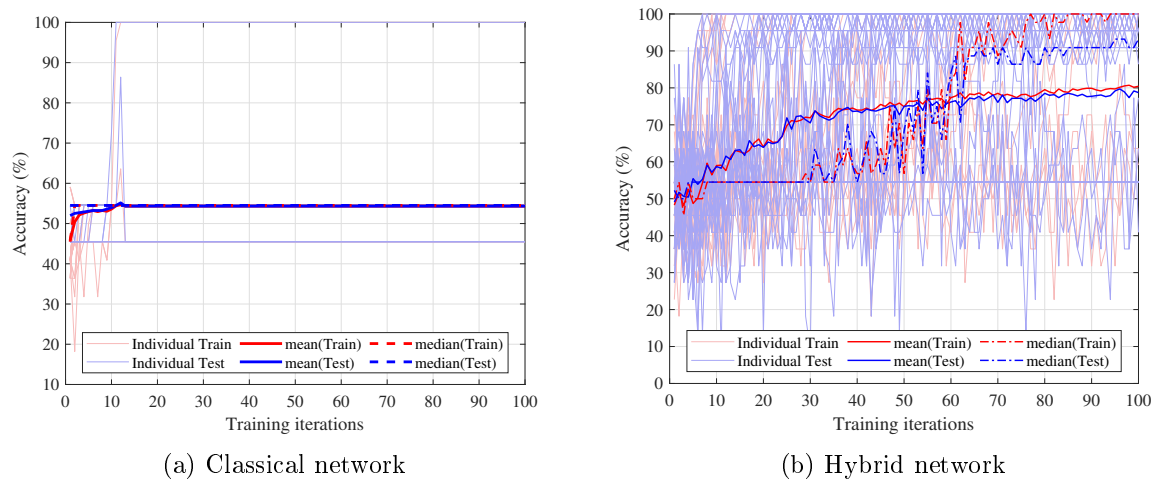 100
90
80
70
60
50
40
30
20
10
Accuracy (%)
Individual Train mean(Train) median(Train)
Individual Test mean(Test) median(Test)
0 10 20 30 40 50 60 70 80 90 100
Training iterations
(a) Classical network
100
90
80
70
60
50
40
30
20
10
0
Accuracy (%)
Individual Train mean(Train) median(Train)
Individual Test mean(Test) median(Test)
0 10 20 30 40 50 60 70 80 90 100
Training iterations
(b) Hybrid network